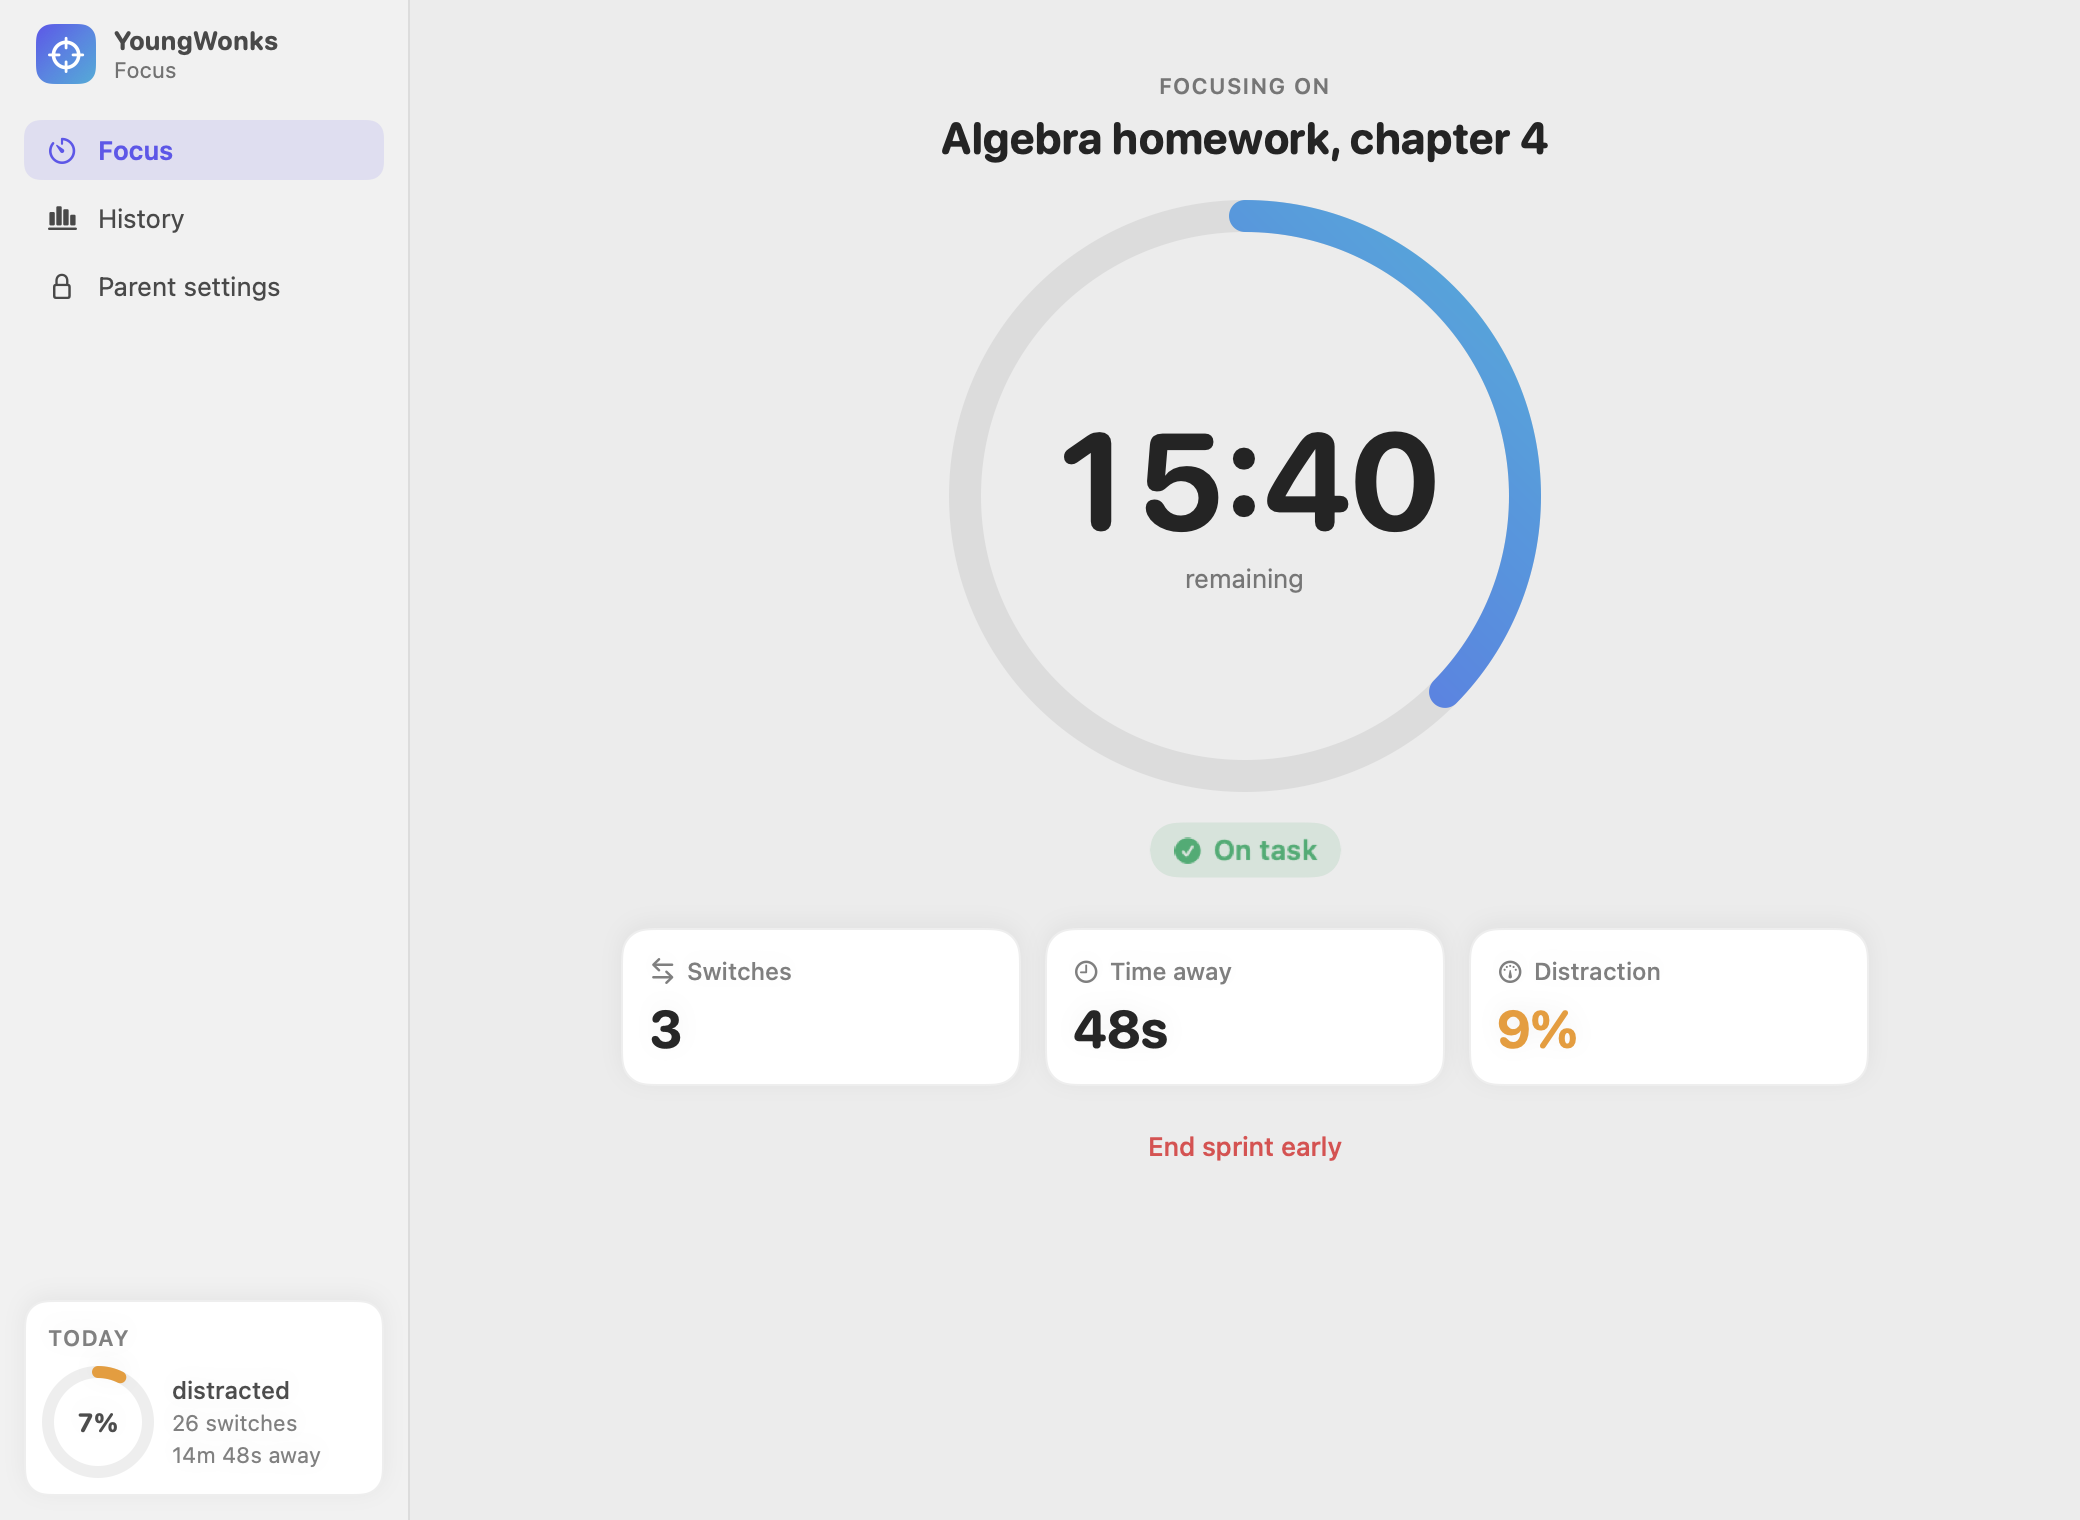 YoungWonks
Focus
Focus
History
Parent settings
TODAY
7%
distracted
26 switches
14m 48s away
FOCUSING ON
Algebra homework, chapter 4
15:40
remaining
On task
Switches
3
Time away
48s
Distraction
9%
End sprint early